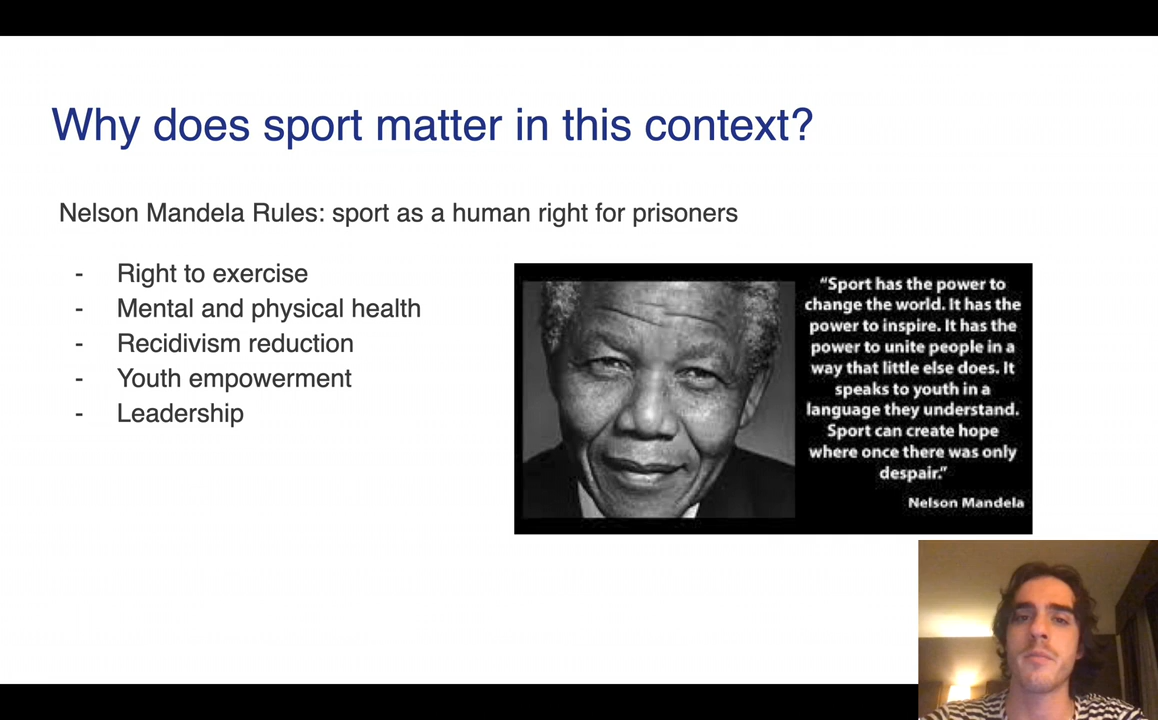 Why does sport matter in this context?
Nelson Mandela Rules: sport as a human right for prisoners
- Right to exercise
- Mental and physical health
- Recidivism reduction
- Youth empowerment
- Leadership
“Sport has the power to
change the world. It has the
power to inspire. It has the
power to unite people in a
way that little else does. It
speaks to youth in a
language they understand.
Sport can create hope
where once there was only
despair.”
Nelson Mandela